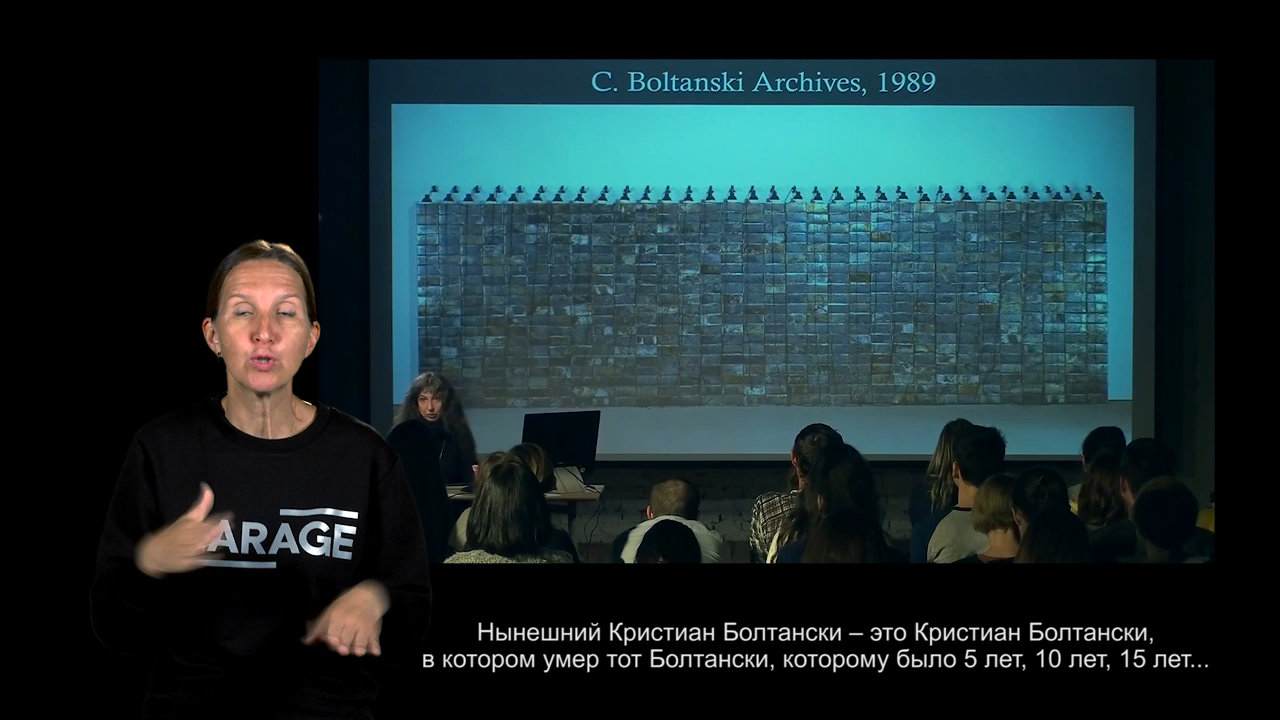 C. Boltanski Archives, 1989
ARAGE
Нынешний Кристиан Болтански – это Кристиан Болтански,
в котором умер тот Болтански, которому было 5 лет, 10 лет, 15 лет...